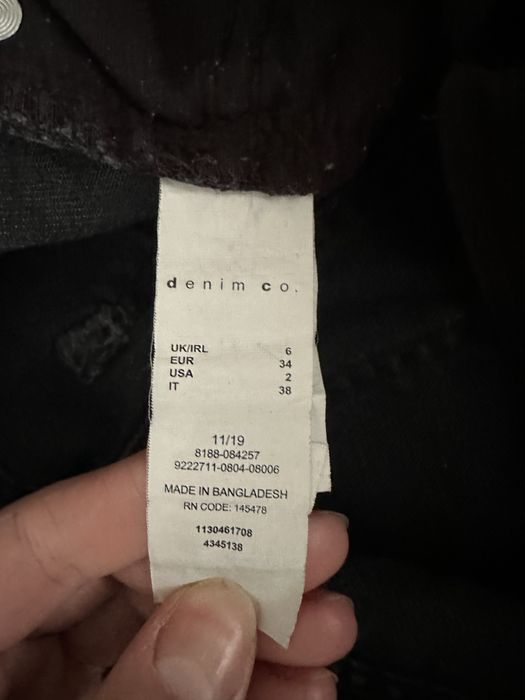 denim co.
UK/IRL 6
EUR 34
USA 2
IT 38
11/19
8188-084257
9222711-0804-08006
MADE IN BANGLADESH
RN CODE: 145478
1130461708
4345138